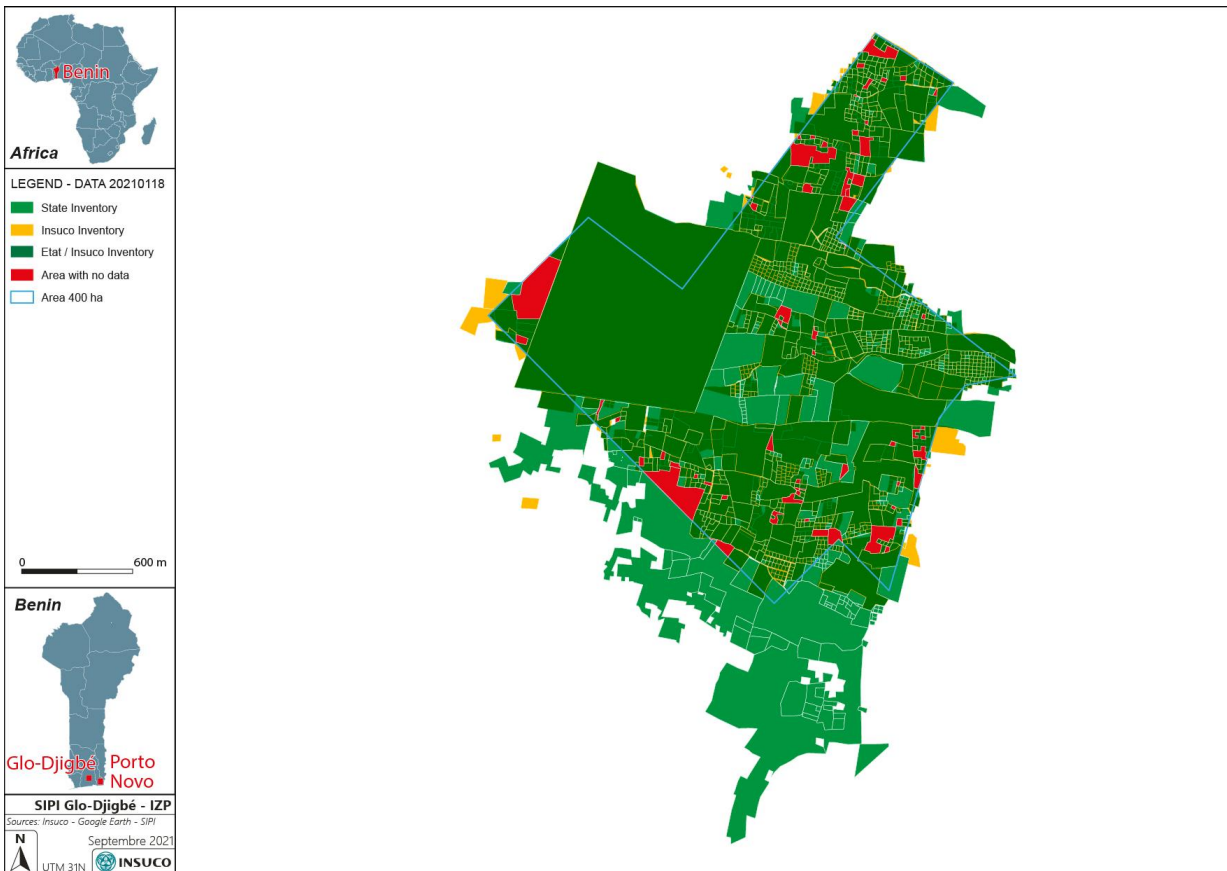 Benin
Africa
LEGEND - DATA 20210118
State Inventory
Insuco Inventory
Etat / Insuco Inventory
Area with no data
Area 400 ha
0 600 m
Benin
Glo-Djigbé
Porto
Novo
SIPI Glo-Djigbé - IZP
Sources: Insuco - Google Earth - SIPI
N
Septembre 2021
UTM 31N
INSUCO